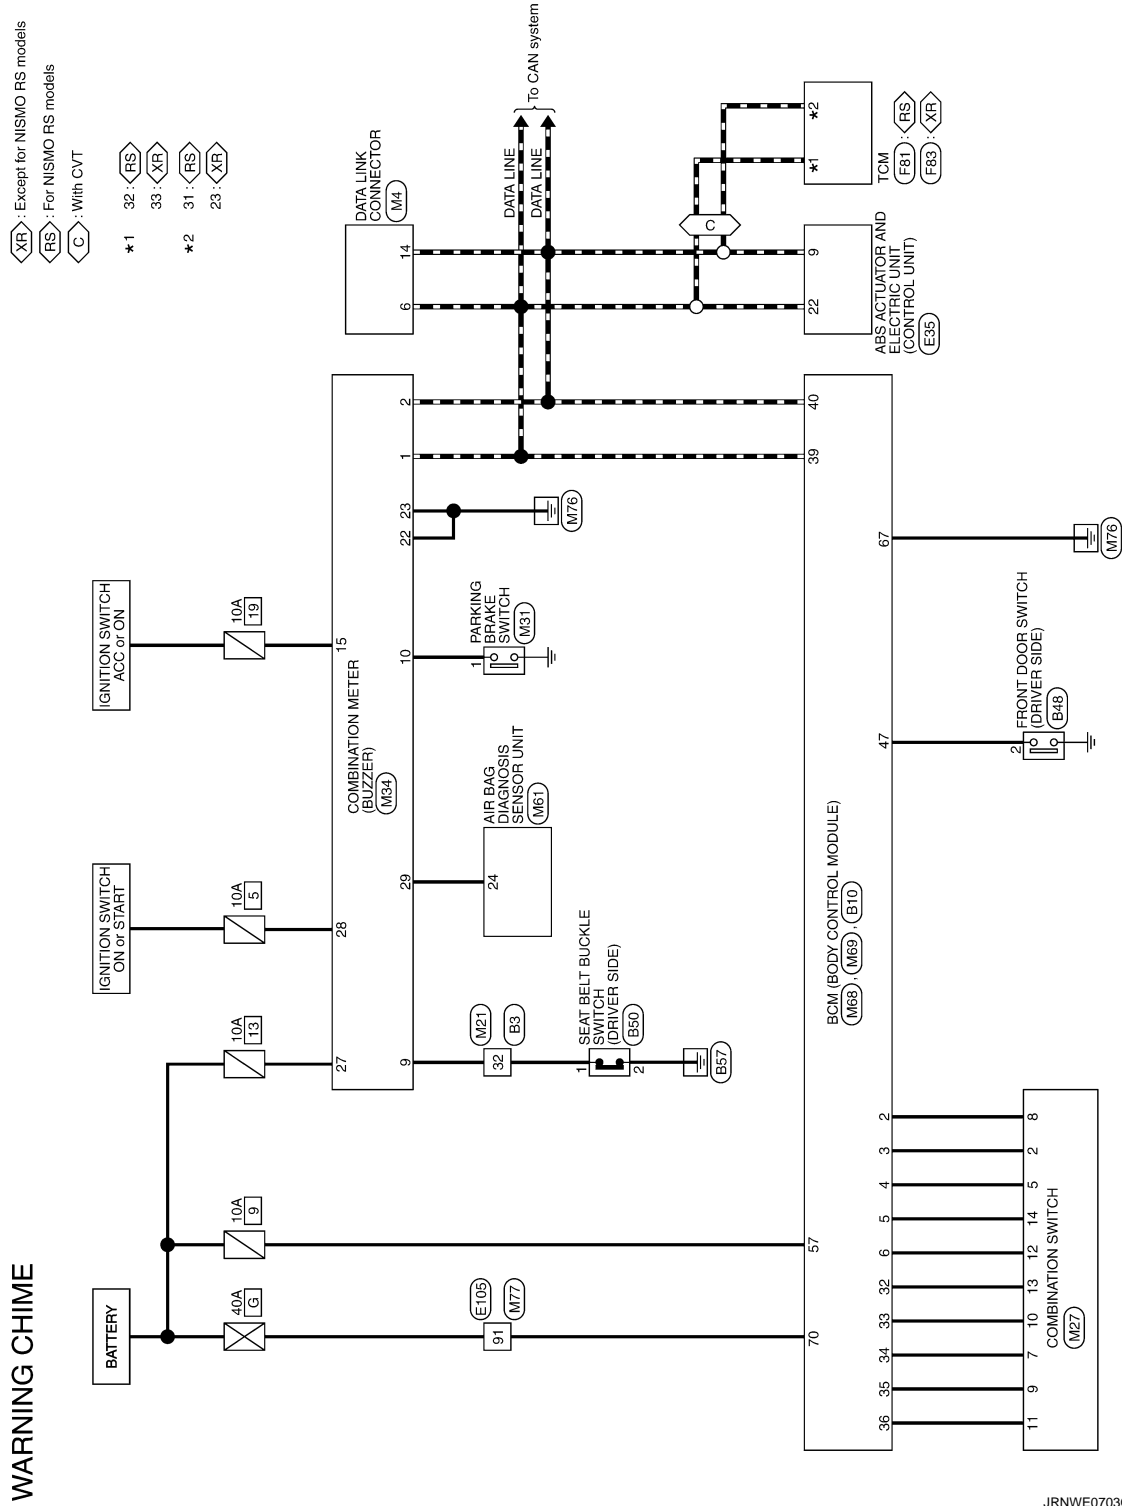 WARNING CHIME
XR : Except for NISMO RS models
RS : For NISMO RS models
C : With CVT
*1 32 : RS
33 : XR
*2 31 : RS
23 : XR
BATTERY
IGNITION SWITCH
ON or START
IGNITION SWITCH
ACC or ON
40A
G
10A
9
10A
13
10A
5
10A
19
27
28
15
COMBINATION METER
(BUZZER)
M34
9
29
10
22
23
1
2
DATA LINK
CONNECTOR
M4
6
14
DATA LINE
DATA LINE
To CAN system
E105
91
M77
M21
32
B3
1
SEAT BELT BUCKLE
SWITCH
(DRIVER SIDE)
B50
2
B57
24
AIR BAG
DIAGNOSIS
SENSOR UNIT
M61
1
PARKING
BRAKE
SWITCH
M31
M76
C
70
57
39
40
22
9
*1
*2
BCM (BODY CONTROL MODULE)
M68 , M69 , B10
ABS ACTUATOR AND
ELECTRIC UNIT
(CONTROL UNIT)
E35
TCM
F81 : RS
F83 : XR
36
35
34
33
32
6
5
4
3
2
47
67
11
9
7
10
13
12
14
5
2
8
COMBINATION SWITCH
M27
2
FRONT DOOR SWITCH
(DRIVER SIDE)
B48
M76